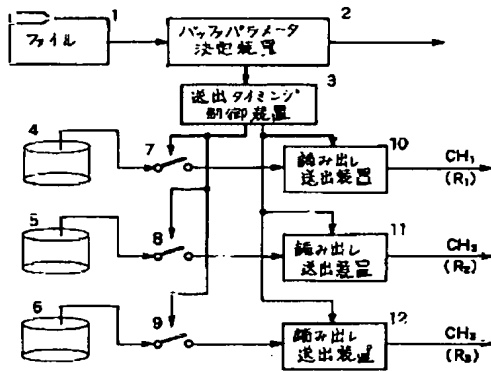 1
2
ファイル
バッファパラメータ
決定装置
3
送出タイミング
制御装置
4
7
10
読み出し
送出装置
CH₁
(R₁)
5
8
11
読み出し
送出装置
CH₂
(R₂)
6
9
12
読み出し
送出装置
CH₃
(R₃)